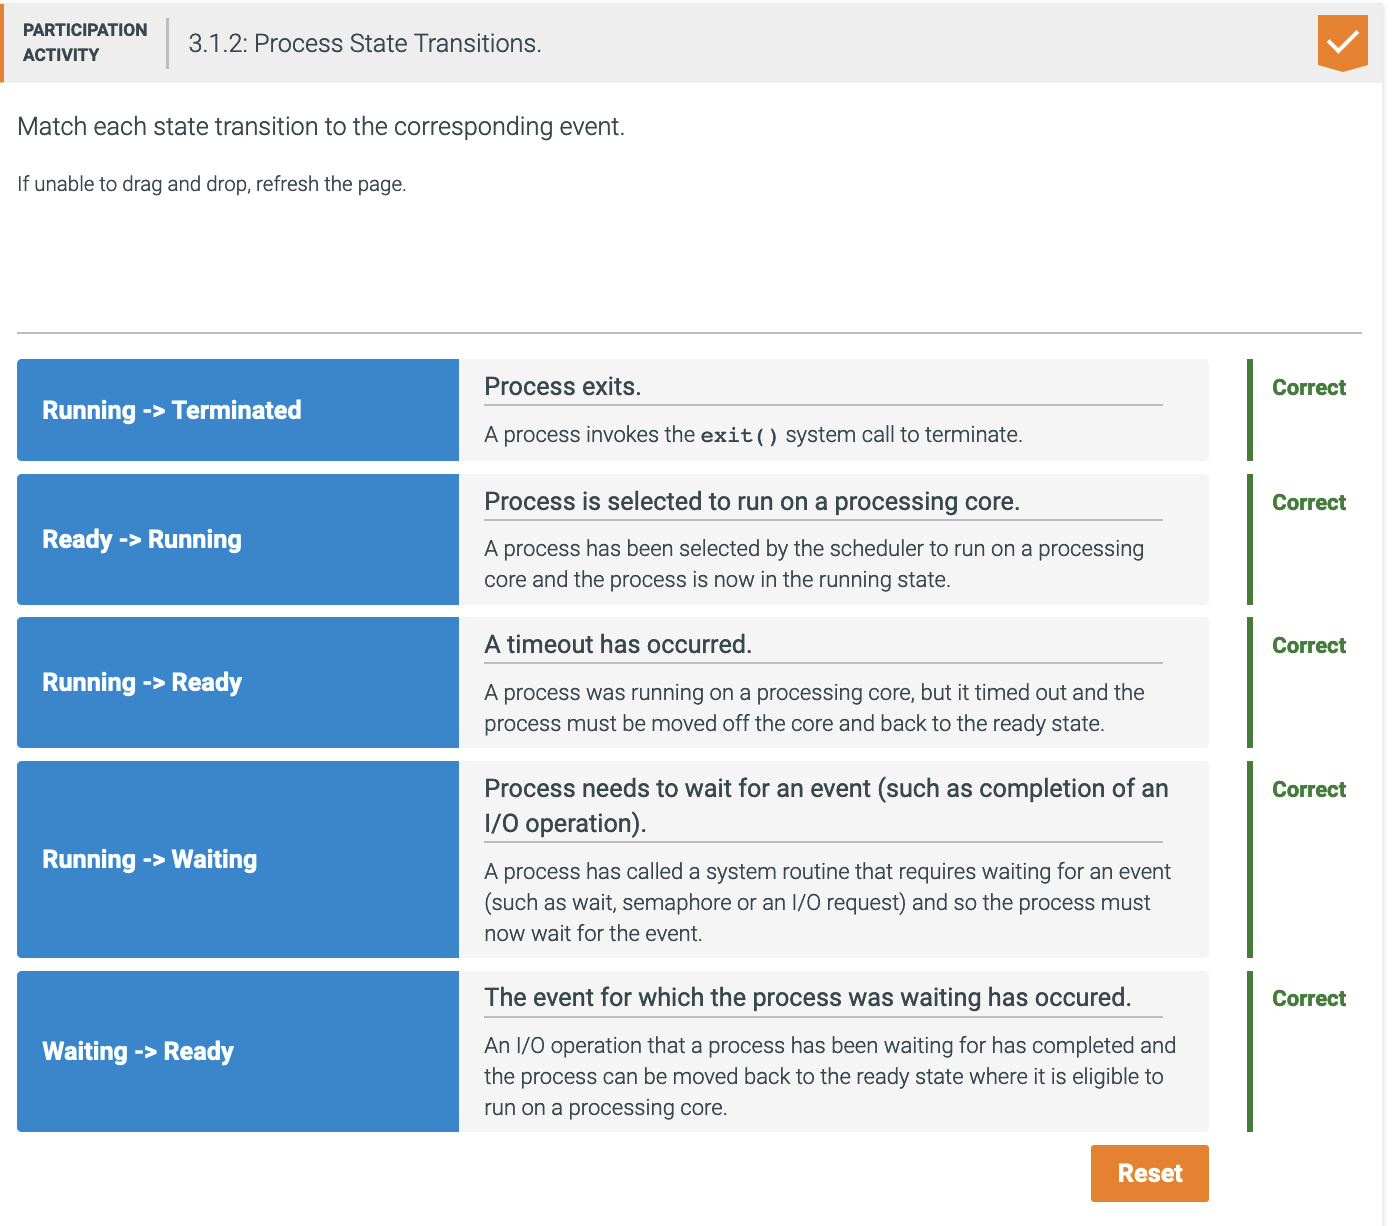 PARTICIPATION
ACTIVITY
3.1.2: Process State Transitions.
Match each state transition to the corresponding event.
If unable to drag and drop, refresh the page.
Running -> Terminated
Process exits.
A process invokes the exit() system call to terminate.
Correct
Ready -> Running
Process is selected to run on a processing core.
A process has been selected by the scheduler to run on a processing
core and the process is now in the running state.
Correct
Running -> Ready
A timeout has occurred.
A process was running on a processing core, but it timed out and the
process must be moved off the core and back to the ready state.
Correct
Running -> Waiting
Process needs to wait for an event (such as completion of an
I/O operation).
A process has called a system routine that requires waiting for an event
(such as wait, semaphore or an I/O request) and so the process must
now wait for the event.
Correct
Waiting -> Ready
The event for which the process was waiting has occured.
An I/O operation that a process has been waiting for has completed and
the process can be moved back to the ready state where it is eligible to
run on a processing core.
Correct
Reset